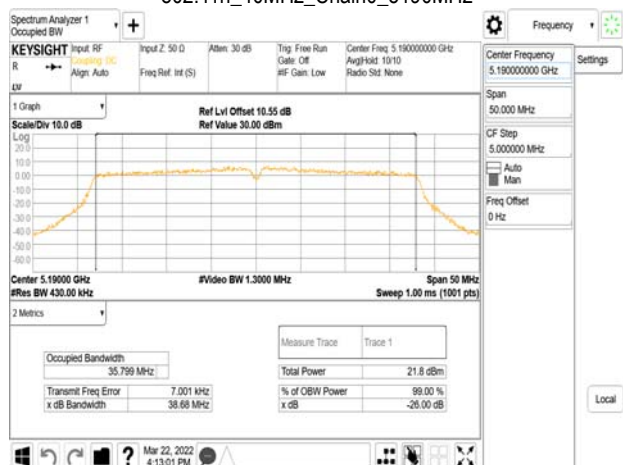 802.11n_40MHz_Chain0_5190MHz
Spectrum Analyzer 1
Occupied BW
KEYSIGHT
R
Input: RF
Coupling: DC
Align: Auto
Input Z: 50 Ω
Freq Ref: Int (S)
Atten: 30 dB
Trig: Free Run
Gate: Off
#IF Gain: Low
Center Freq: 5.190000000 GHz
Avg|Hold: 10/10
Radio Std: None
1 Graph
Scale/Div 10.0 dB
Ref Lvl Offset 10.55 dB
Ref Value 30.00 dBm
Log
20.0
10.0
0.00
-10.0
-20.0
-30.0
-40.0
-50.0
-60.0
Center 5.19000 GHz
#Res BW 430.00 kHz
#Video BW 1.3000 MHz
Span 50 MHz
Sweep 1.00 ms (1001 pts)
2 Metrics
Measure Trace
Trace 1
Occupied Bandwidth
35.799 MHz
Total Power
21.8 dBm
Transmit Freq Error
7.001 kHz
% of OBW Power
99.00 %
x dB Bandwidth
38.68 MHz
x dB
-26.00 dB
Mar 22, 2022
4:13:01 PM
Frequency
Center Frequency
5.190000000 GHz
Settings
Span
50.000 MHz
CF Step
5.000000 MHz
Auto
Man
Freq Offset
0 Hz
Local